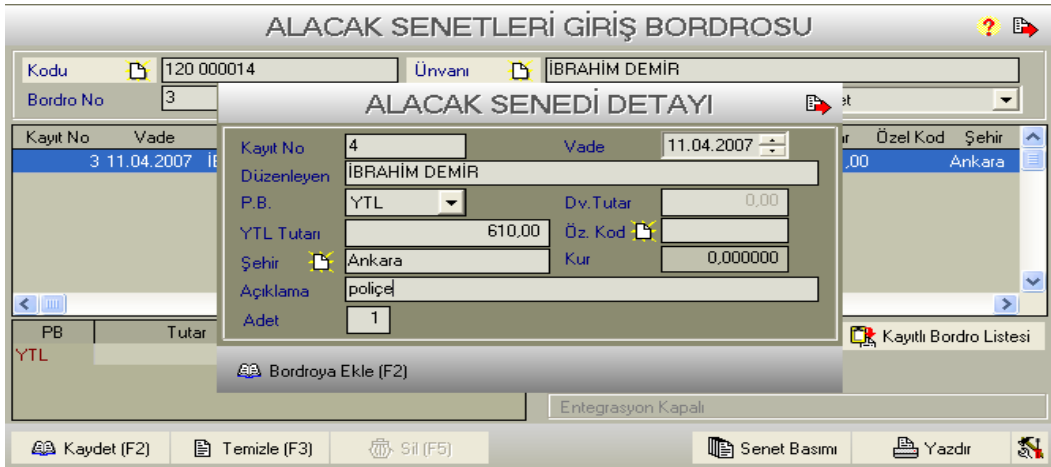 ALACAK SENETLERİ GİRİŞ BORDROSU ?
Kodu 120 000014 Ünvanı İBRAHİM DEMİR
Bordro No 3
ALACAK SENEDİ DETAYI
Kayıt No Vade Özel Kod Şehir
3 11.04.2007 ,00 Ankara
Kayıt No 4 Vade 11.04.2007
Düzenleyen İBRAHİM DEMİR
P.B. YTL Dv.Tutar 0,00
YTL Tutarı 610,00 Öz. Kod
Şehir Ankara Kur 0,000000
Açıklama poliçe
Adet 1
Bordroya Ekle (F2)
PB Tutar Kayıtlı Bordro Listesi
YTL
Entegrasyon Kapalı
Kaydet (F2) Temizle (F3) Sil (F5) Senet Basımı Yazdır